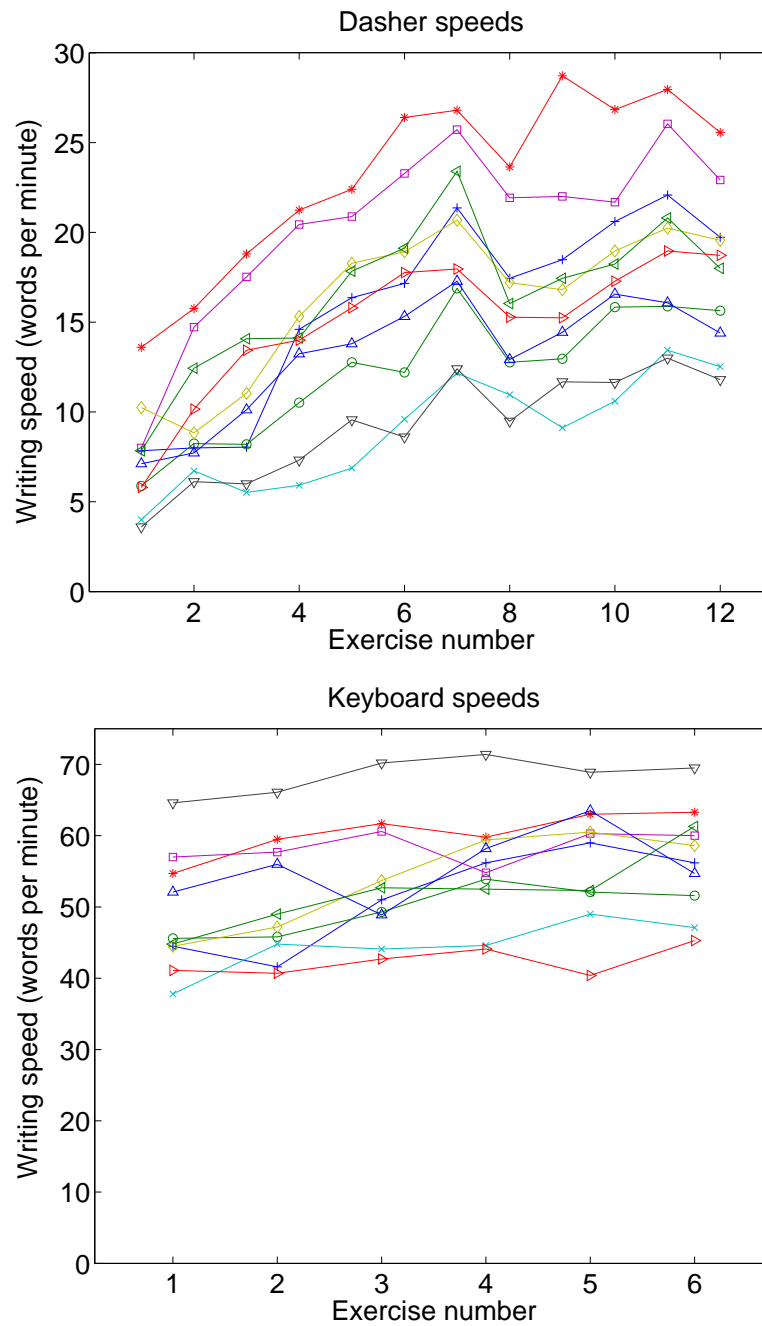 Dasher speeds
30
25
20
15
10
5
0
Writing speed (words per minute)
2 4 6 8 10 12
Exercise number
Keyboard speeds
70
60
50
40
30
20
10
0
Writing speed (words per minute)
1 2 3 4 5 6
Exercise number